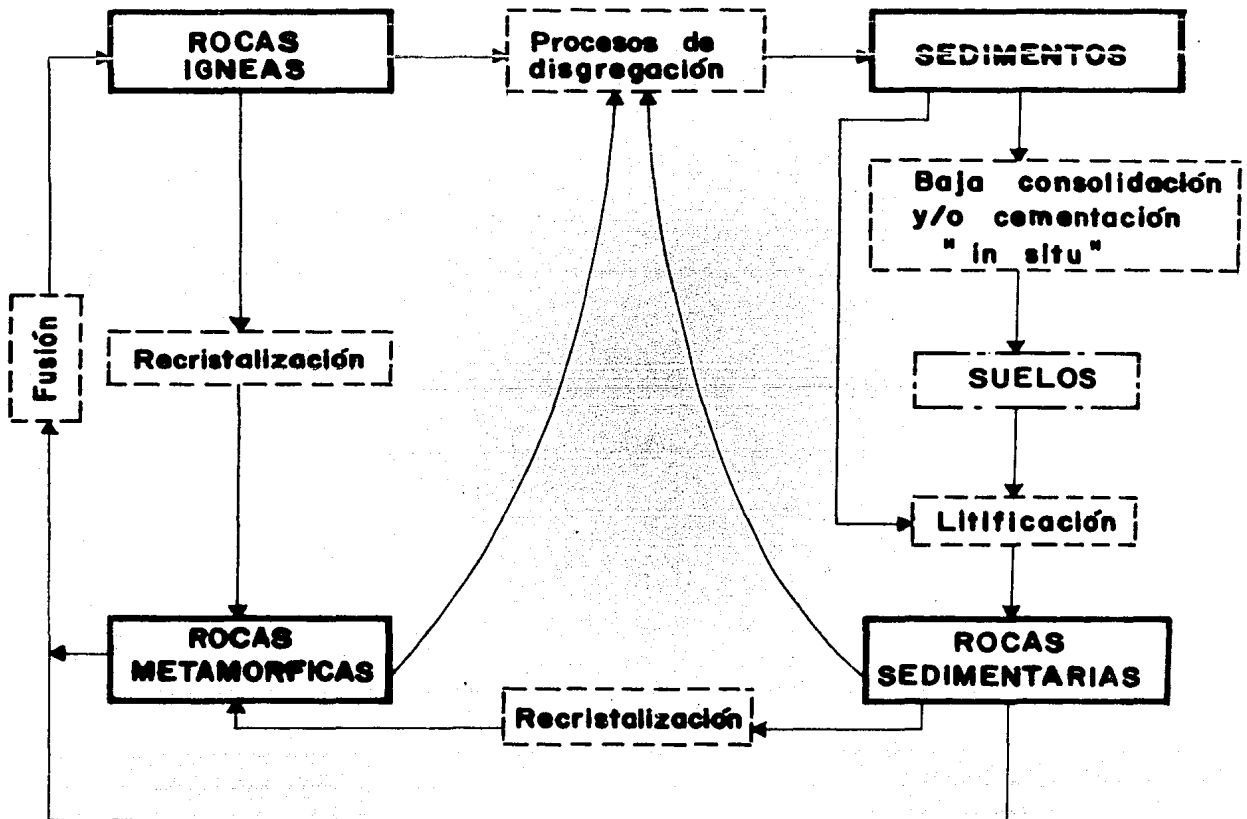 ROCAS
IGNEAS
Procesos de
disgregación
SEDIMENTOS
Baja consolidación
y/o cementación
" in situ"
Fusión
Recristalización
SUELOS
Litificación
ROCAS
METAMORFICAS
ROCAS
SEDIMENTARIAS
Recristalización